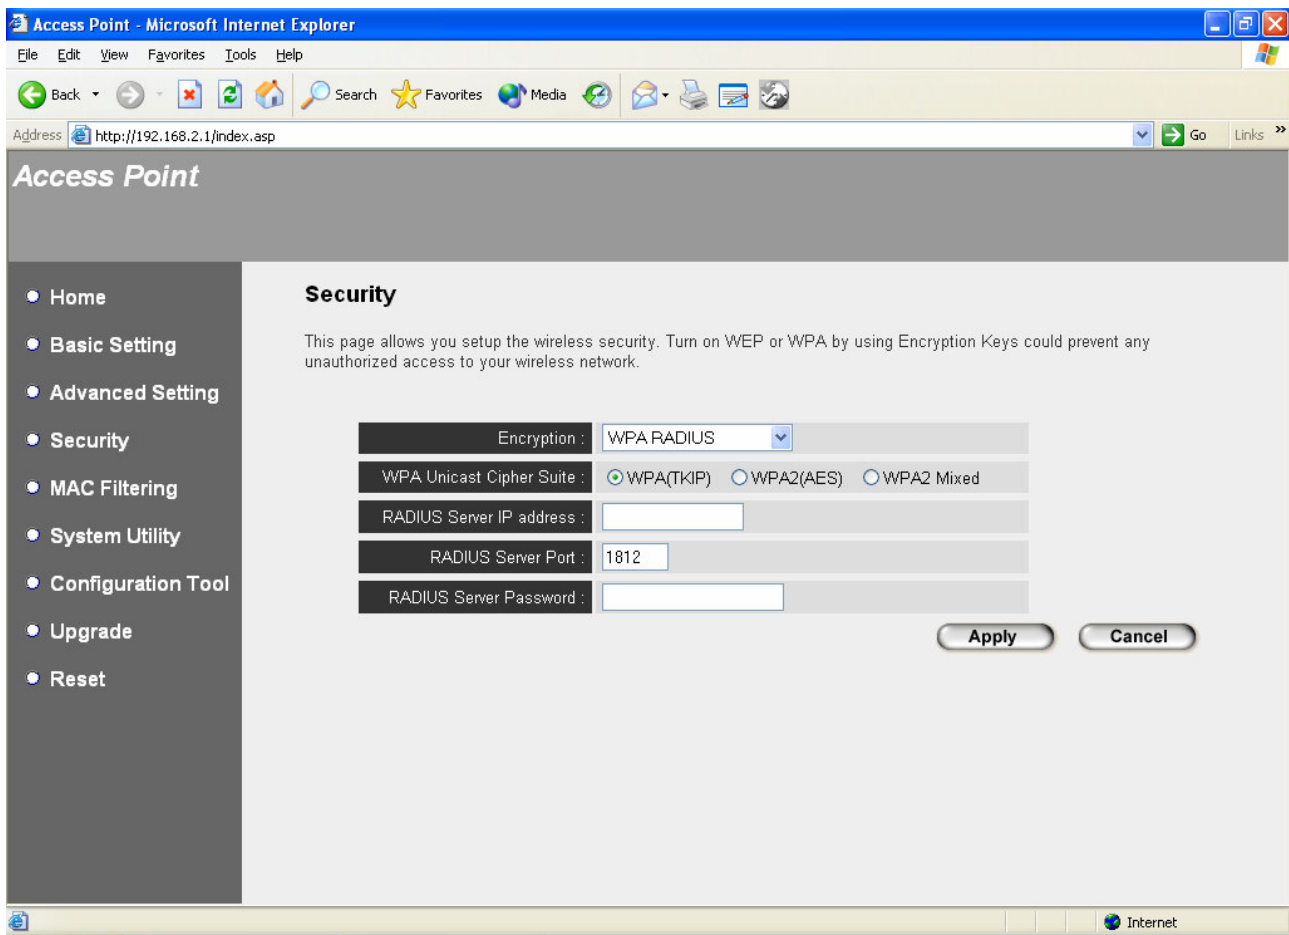 Access Point - Microsoft Internet Explorer
File Edit View Favorites Tools Help
Back Search Favorites Media
Address http://192.168.2.1/index.asp Go Links »
Access Point
Home
Basic Setting
Advanced Setting
Security
MAC Filtering
System Utility
Configuration Tool
Upgrade
Reset
Security
This page allows you setup the wireless security. Turn on WEP or WPA by using Encryption Keys could prevent any
unauthorized access to your wireless network.
Encryption : WPA RADIUS
WPA Unicast Cipher Suite : WPA(TKIP) WPA2(AES) WPA2 Mixed
RADIUS Server IP address :
RADIUS Server Port : 1812
RADIUS Server Password :
Apply Cancel
Internet